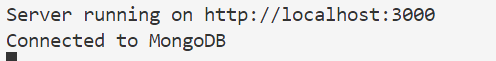 Server running on http://localhost:3000
Connected to MongoDB